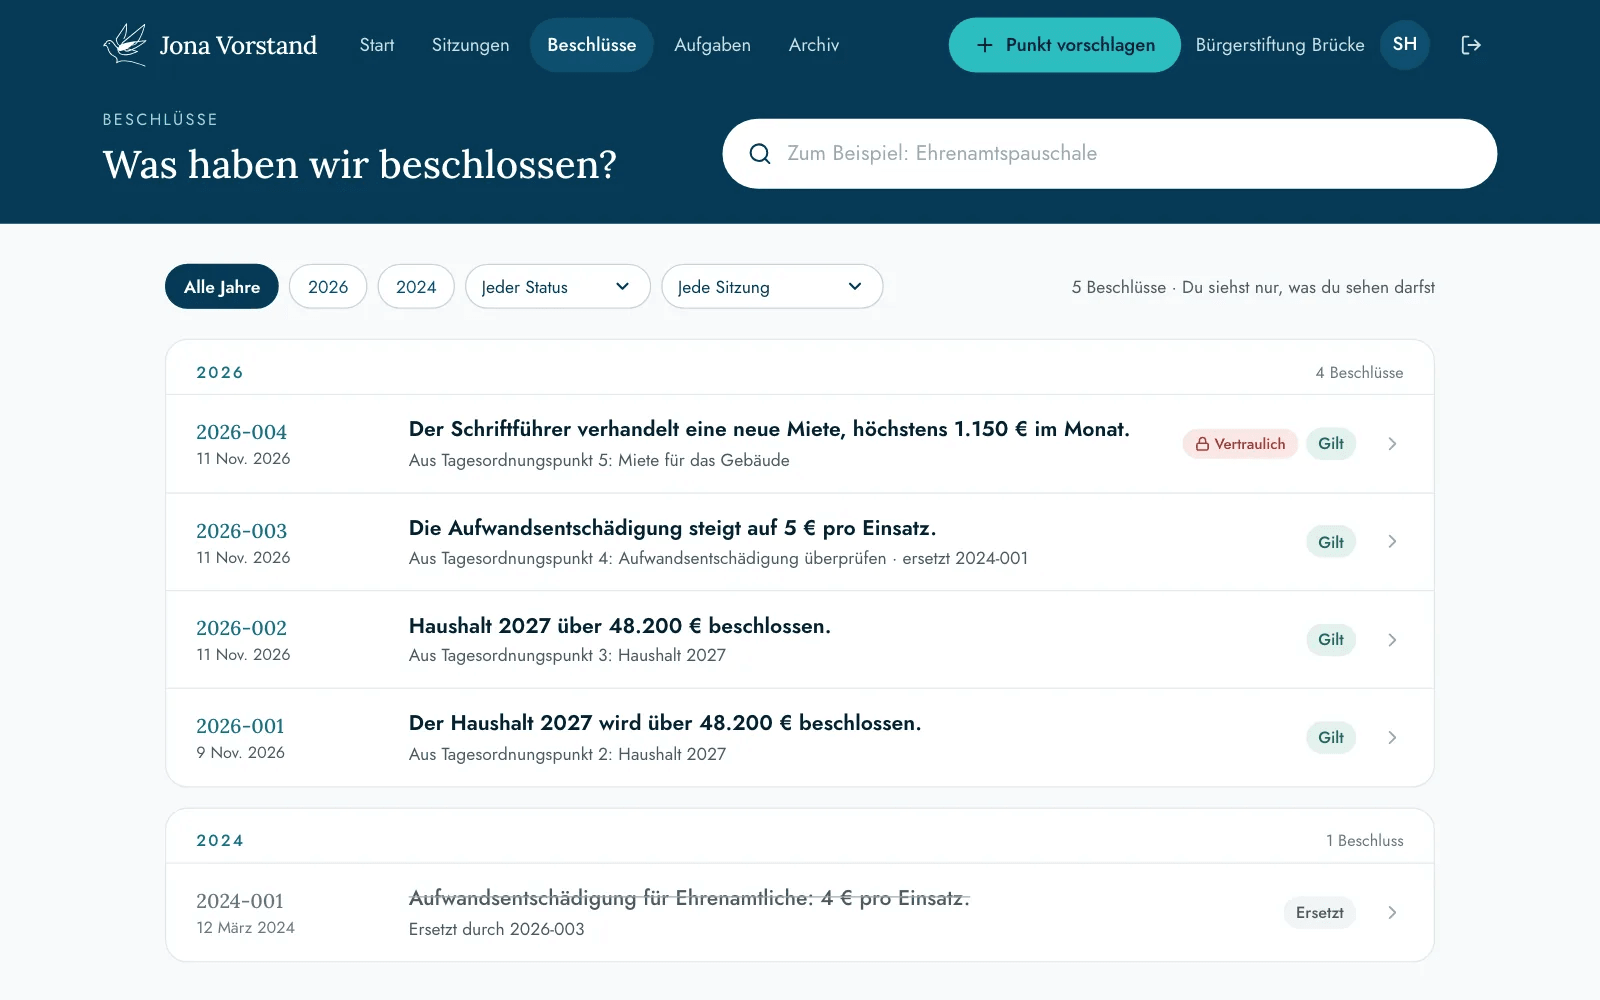 Jona Vorstand
Start
Sitzungen
Beschlüsse
Aufgaben
Archiv
Punkt vorschlagen
Bürgerstiftung Brücke
SH
BESCHLÜSSE
Was haben wir beschlossen?
Zum Beispiel: Ehrenamtspauschale
Alle Jahre
2026
2024
Jeder Status
Jede Sitzung
5 Beschlüsse · Du siehst nur, was du sehen darfst
2026
4 Beschlüsse
2026-004
11 Nov. 2026
Der Schriftführer verhandelt eine neue Miete, höchstens 1.150 € im Monat.
Aus Tagesordnungspunkt 5: Miete für das Gebäude
Vertraulich
Gilt
2026-003
11 Nov. 2026
Die Aufwandsentschädigung steigt auf 5 € pro Einsatz.
Aus Tagesordnungspunkt 4: Aufwandsentschädigung überprüfen · ersetzt 2024-001
Gilt
2026-002
11 Nov. 2026
Haushalt 2027 über 48.200 € beschlossen.
Aus Tagesordnungspunkt 3: Haushalt 2027
Gilt
2026-001
9 Nov. 2026
Der Haushalt 2027 wird über 48.200 € beschlossen.
Aus Tagesordnungspunkt 2: Haushalt 2027
Gilt
2024
1 Beschluss
2024-001
12 März 2024
Aufwandsentschädigung für Ehrenamtliche: 4 € pro Einsatz.
Ersetzt durch 2026-003
Ersetzt